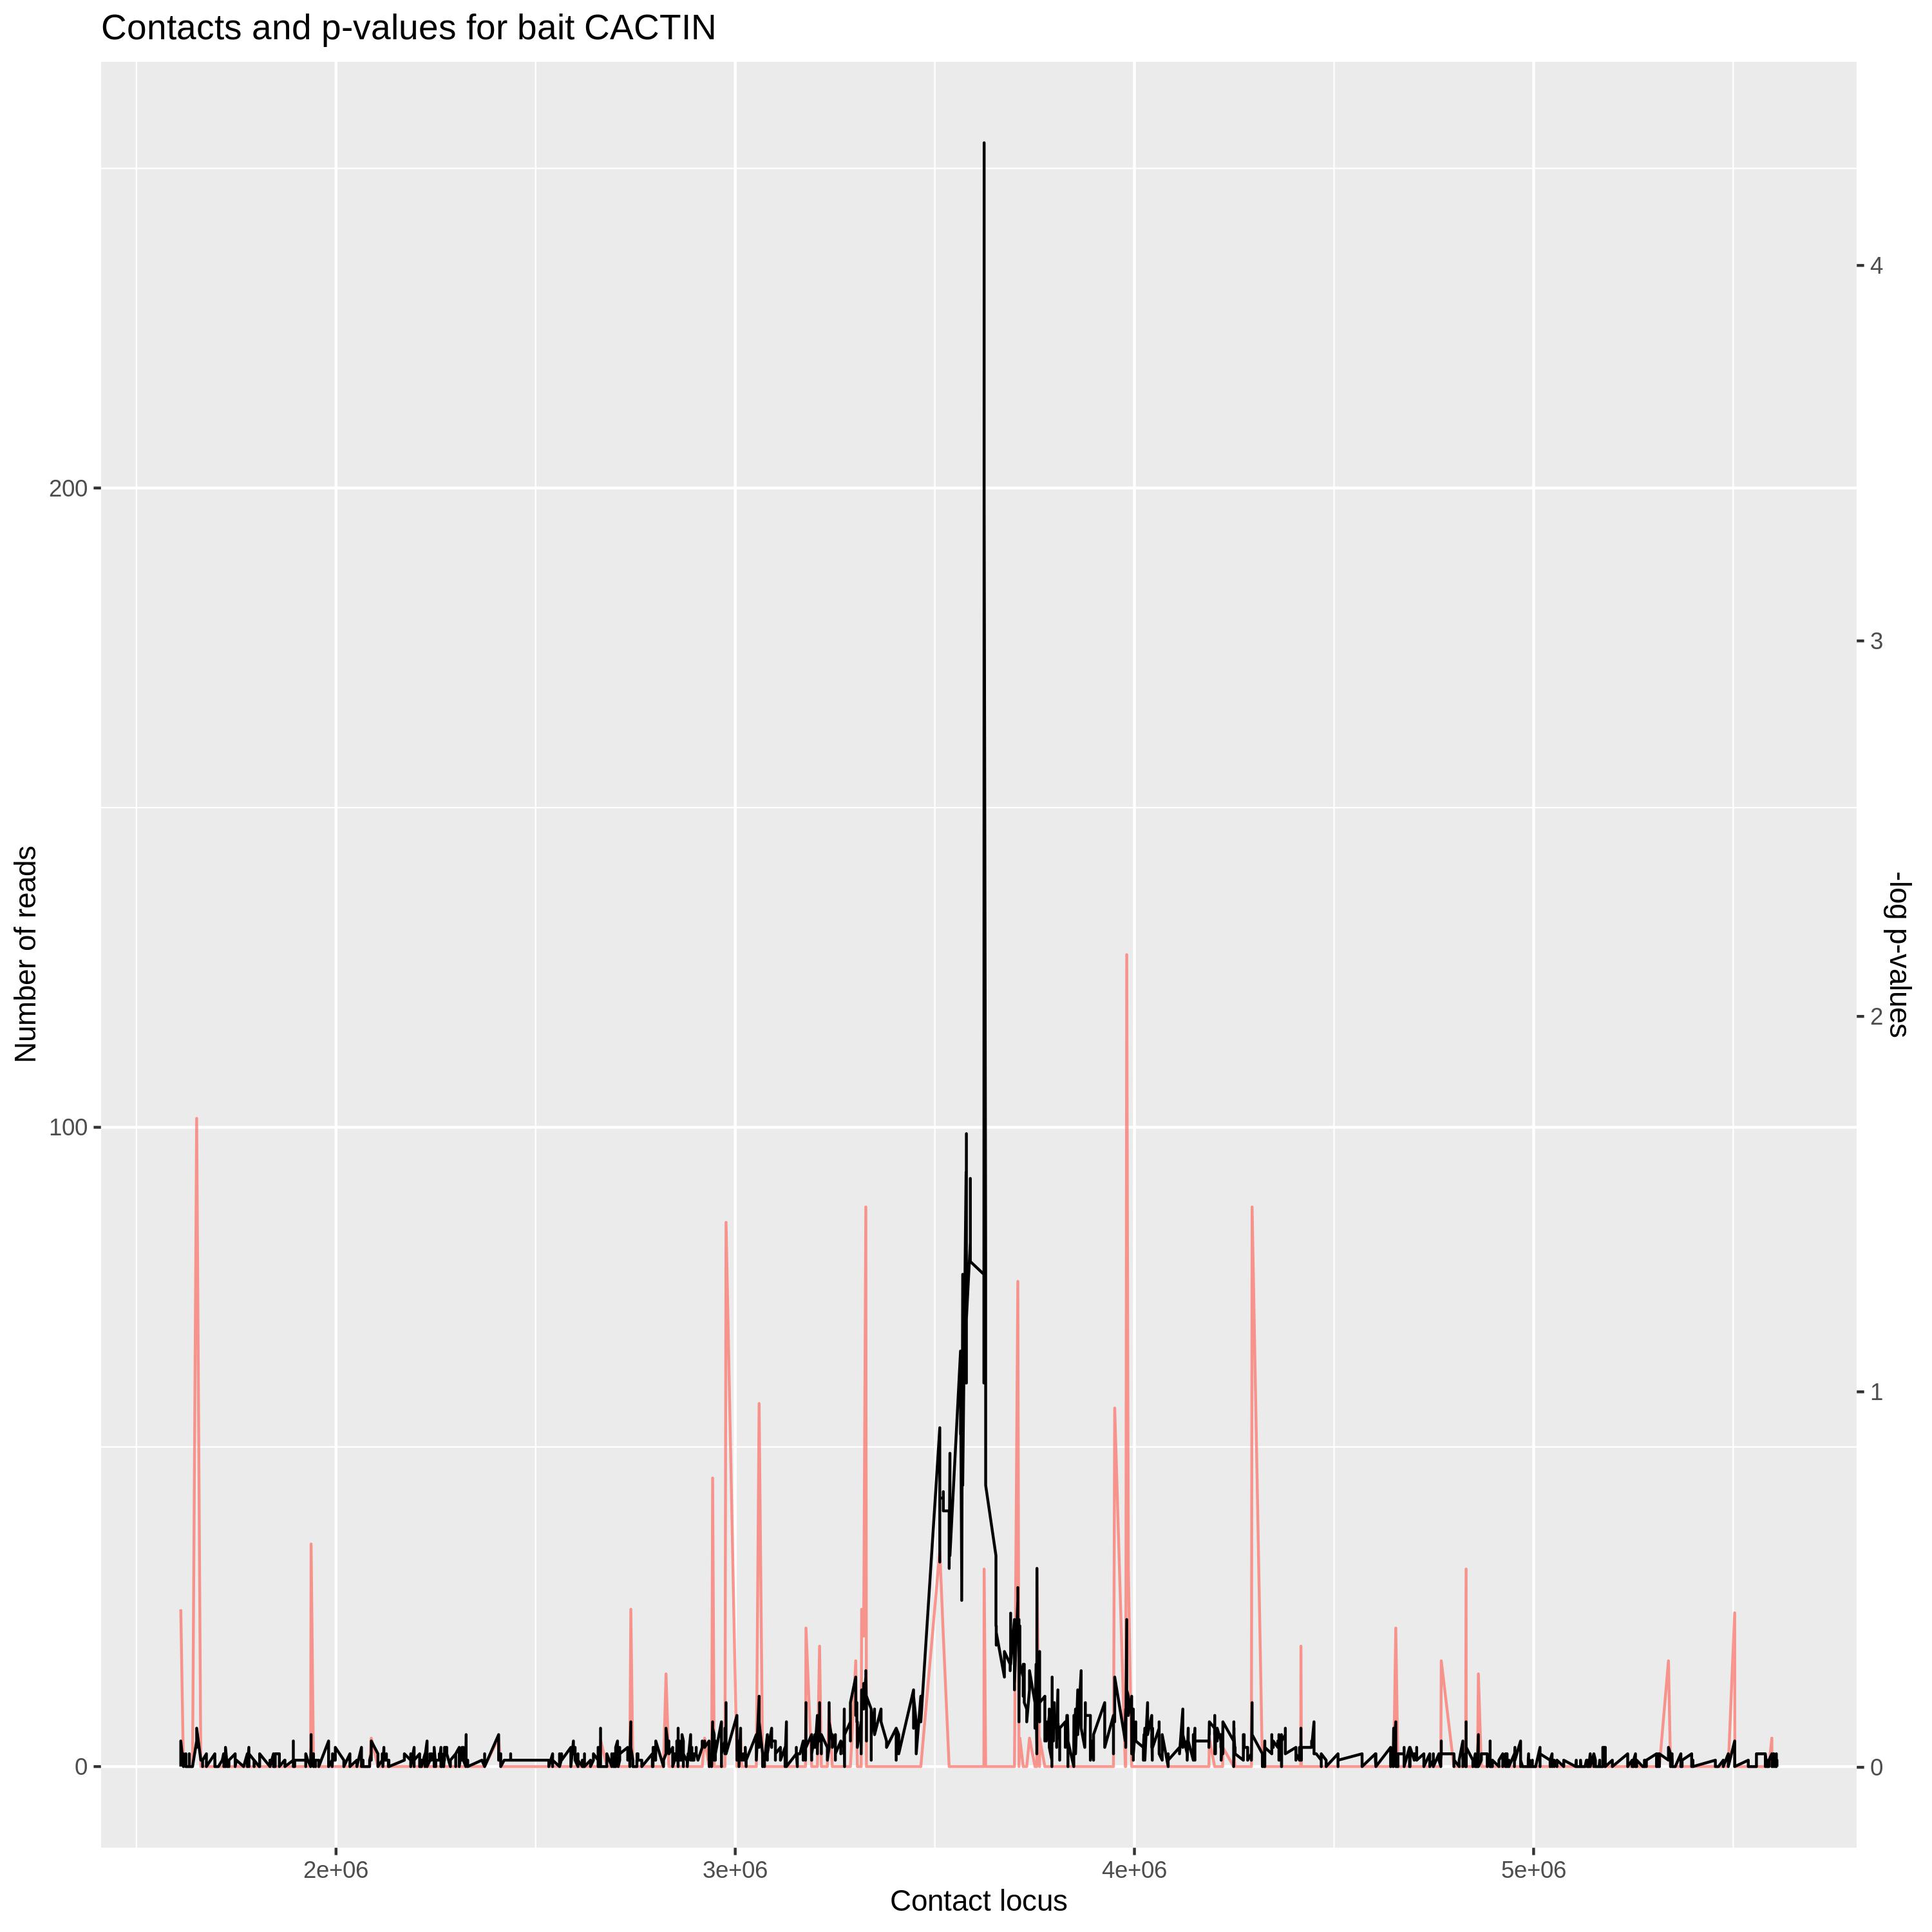 Contacts and p-values for bait CACTIN
Number of reads
200
100
0
4
3
2
1
0
-log p-values
2e+06
3e+06
4e+06
5e+06
Contact locus